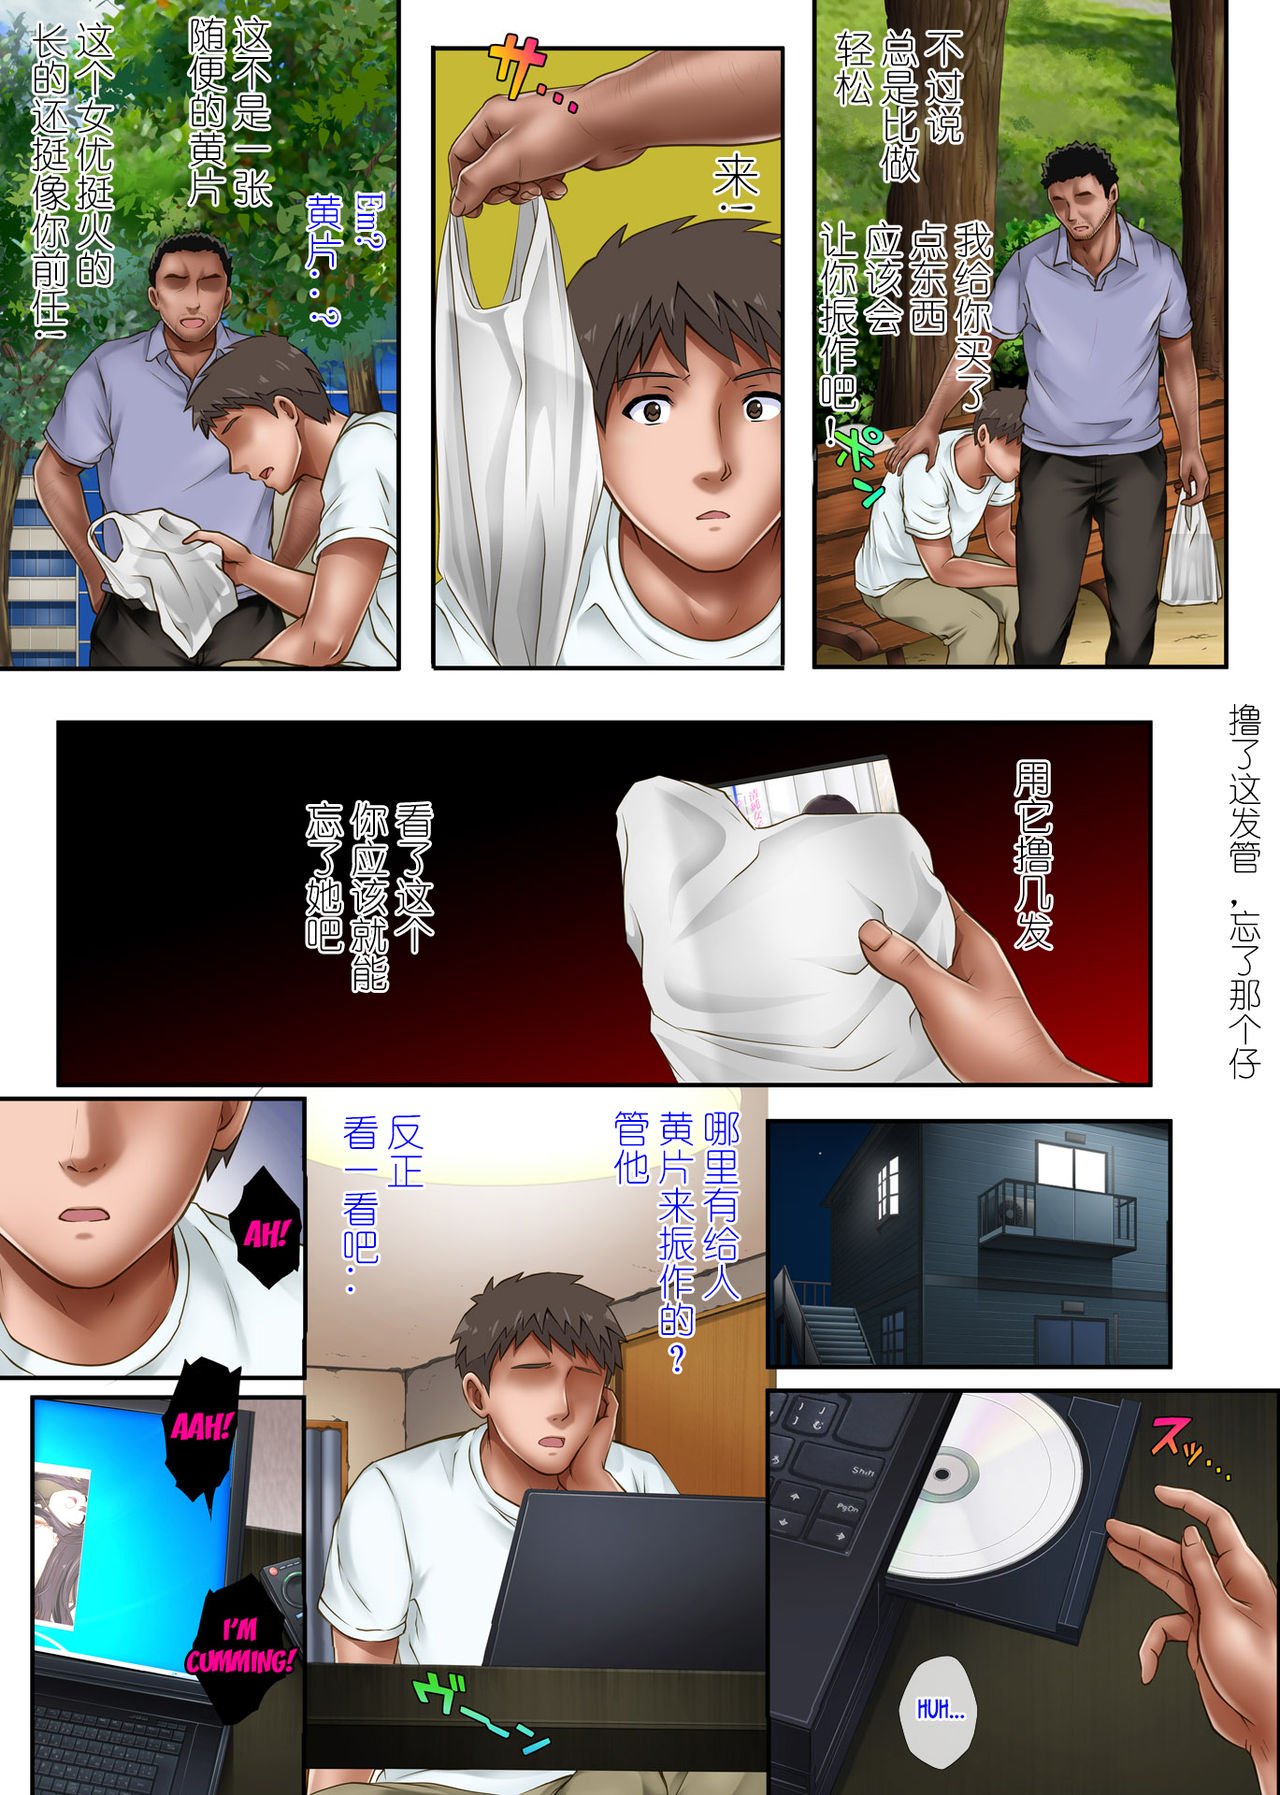 不过说
总是比做
轻松
我给你买了
点东西
应该会
让你振作吧!
ポン
来!
サ...
Em?
黄片...?
这不是一张
随便的黄片
这个女优挺火的
长的还挺像你前任!
撸了这发管,忘了那个仔
用它撸几发
看了这个
你应该就能
忘了她吧
哪里有给人
黄片来振作的?
管他
反正
看一看吧..
スッ...
Shift
PgDn
HUH...
ヴーン
AH!
AAH!
I'M
CUMMING!